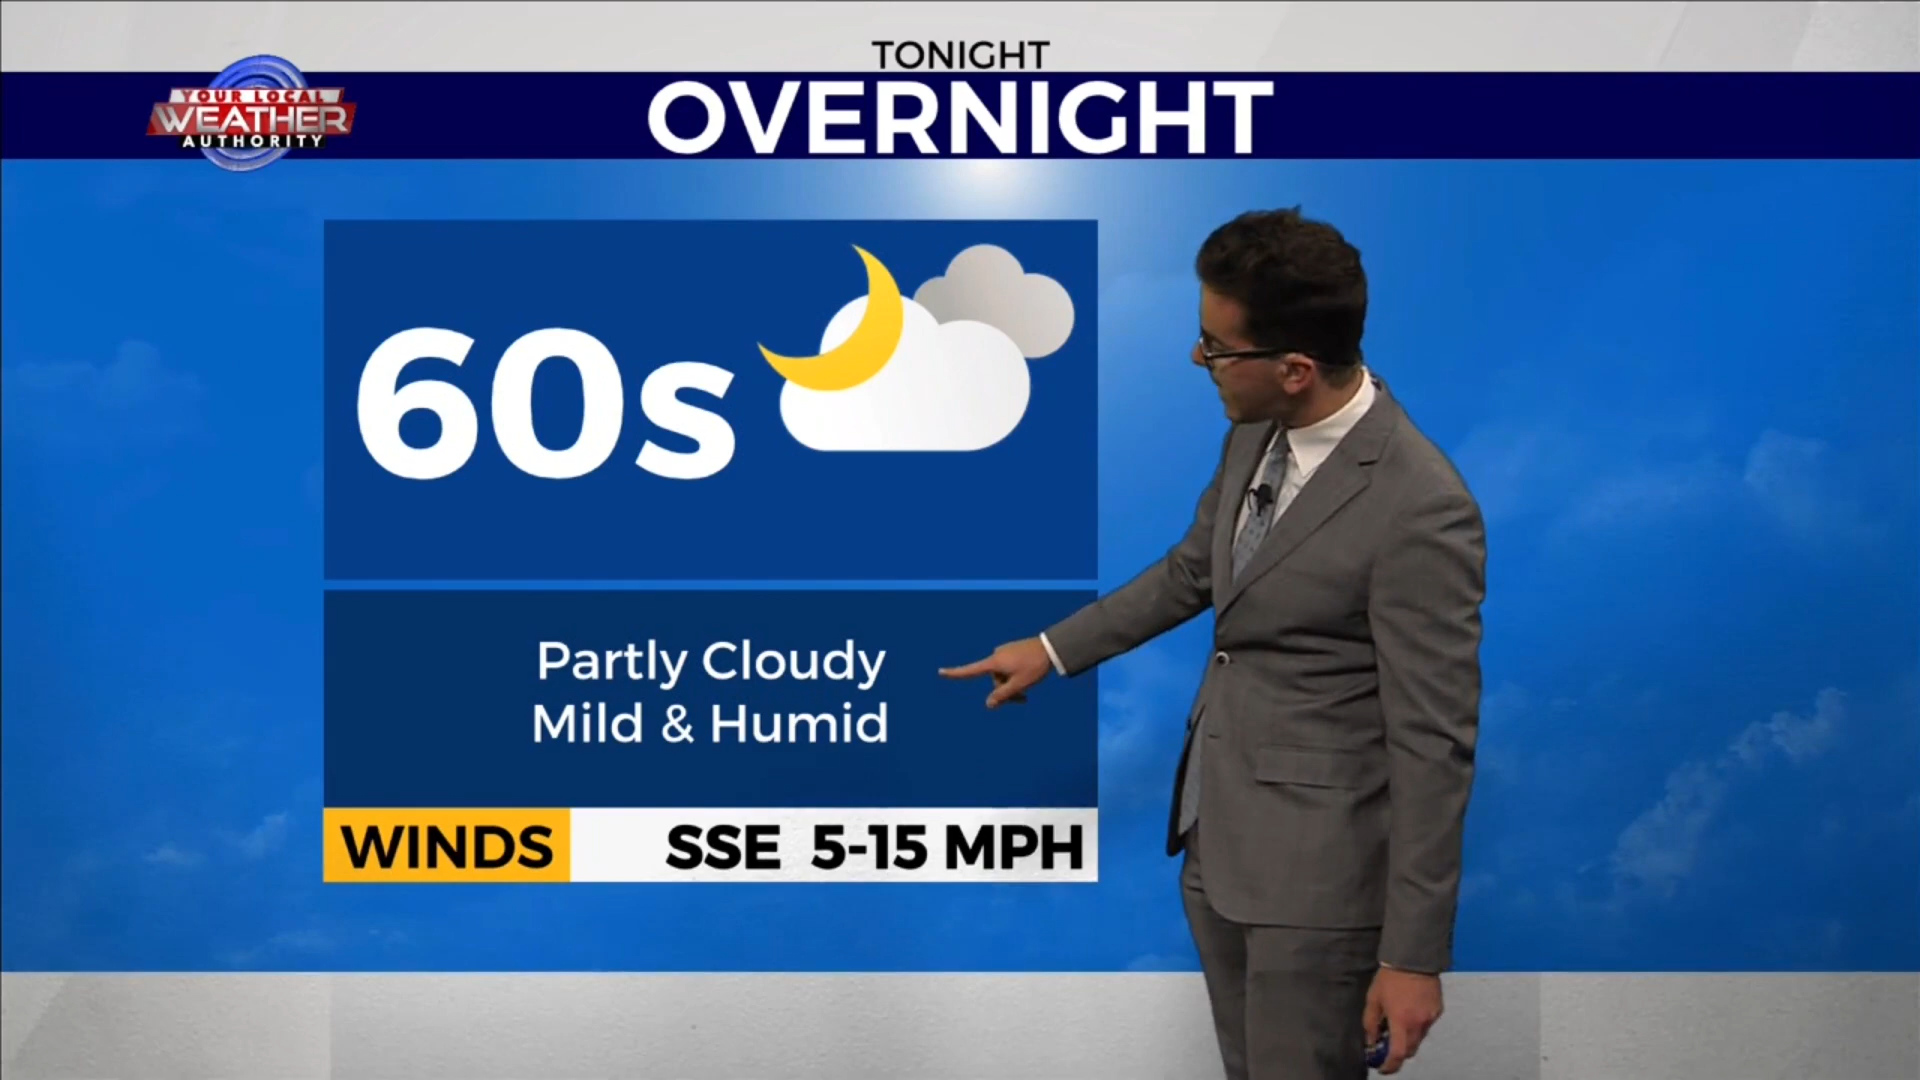 TONIGHT
OVERNIGHT
YOUR LOCAL
WEATHER
AUTHORITY
60s
Partly Cloudy
Mild & Humid
WINDS SSE 5-15 MPH